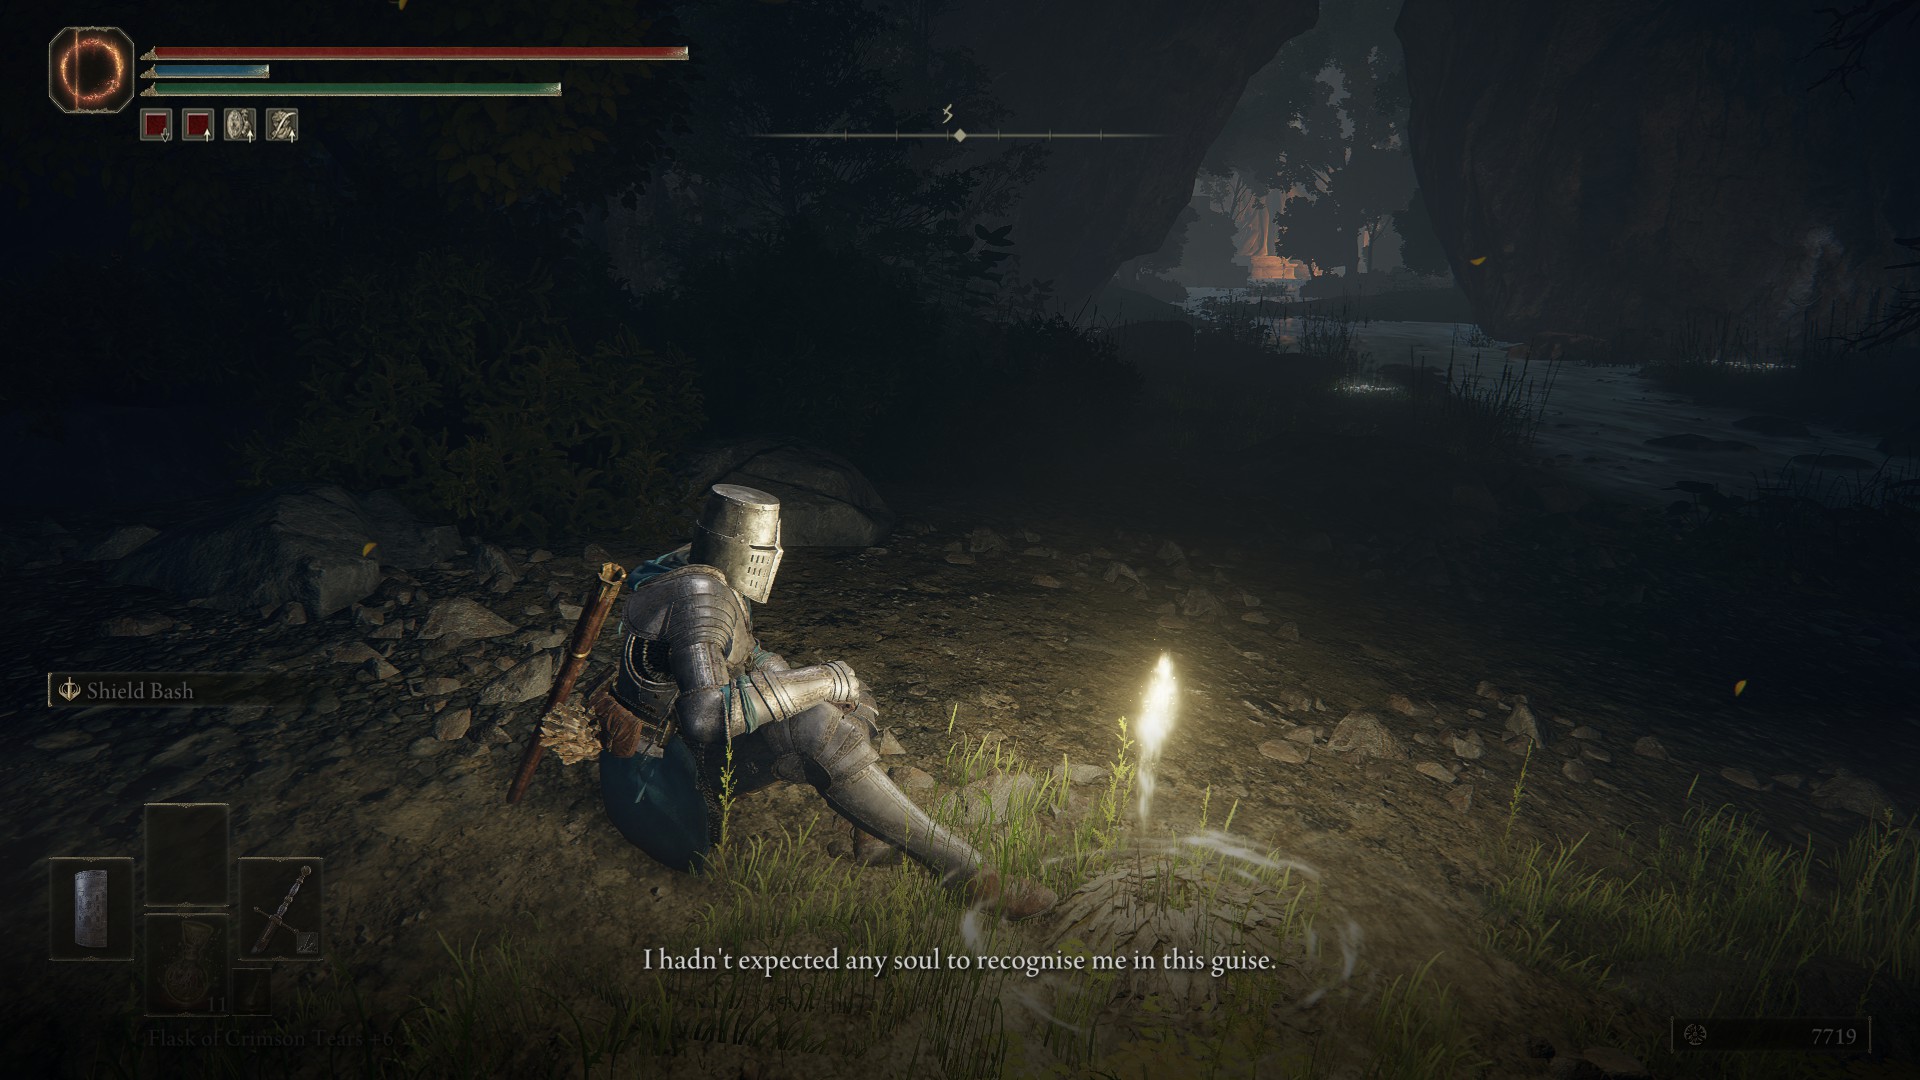 S
Shield Bash
I hadn't expected any soul to recognise me in this guise.
11
Flask of Crimson Tears +6
7719